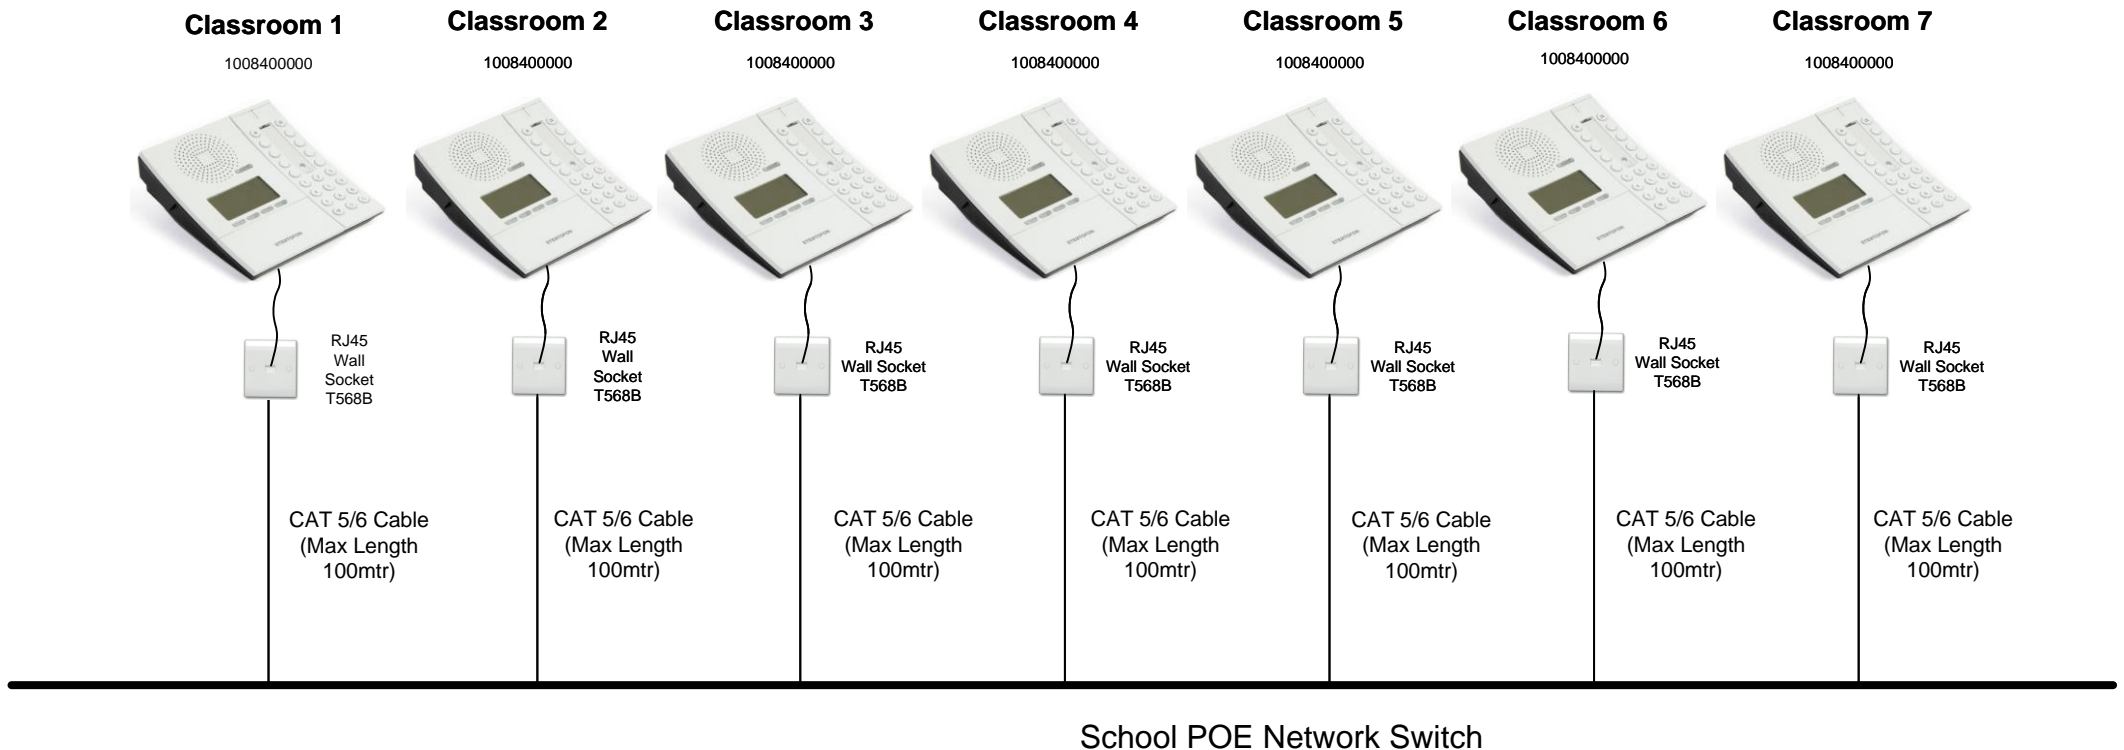 Classroom 1
Classroom 2
Classroom 3
Classroom 4
Classroom 5
Classroom 6
Classroom 7
1008400000
1008400000
1008400000
1008400000
1008400000
1008400000
1008400000
RJ45
Wall
Socket
T568B
RJ45
Wall
Socket
T568B
RJ45
Wall Socket
T568B
RJ45
Wall Socket
T568B
RJ45
Wall Socket
T568B
RJ45
Wall Socket
T568B
RJ45
Wall Socket
T568B
CAT 5/6 Cable
(Max Length
100mtr)
CAT 5/6 Cable
(Max Length
100mtr)
CAT 5/6 Cable
(Max Length
100mtr)
CAT 5/6 Cable
(Max Length
100mtr)
CAT 5/6 Cable
(Max Length
100mtr)
CAT 5/6 Cable
(Max Length
100mtr)
CAT 5/6 Cable
(Max Length
100mtr)
School POE Network Switch